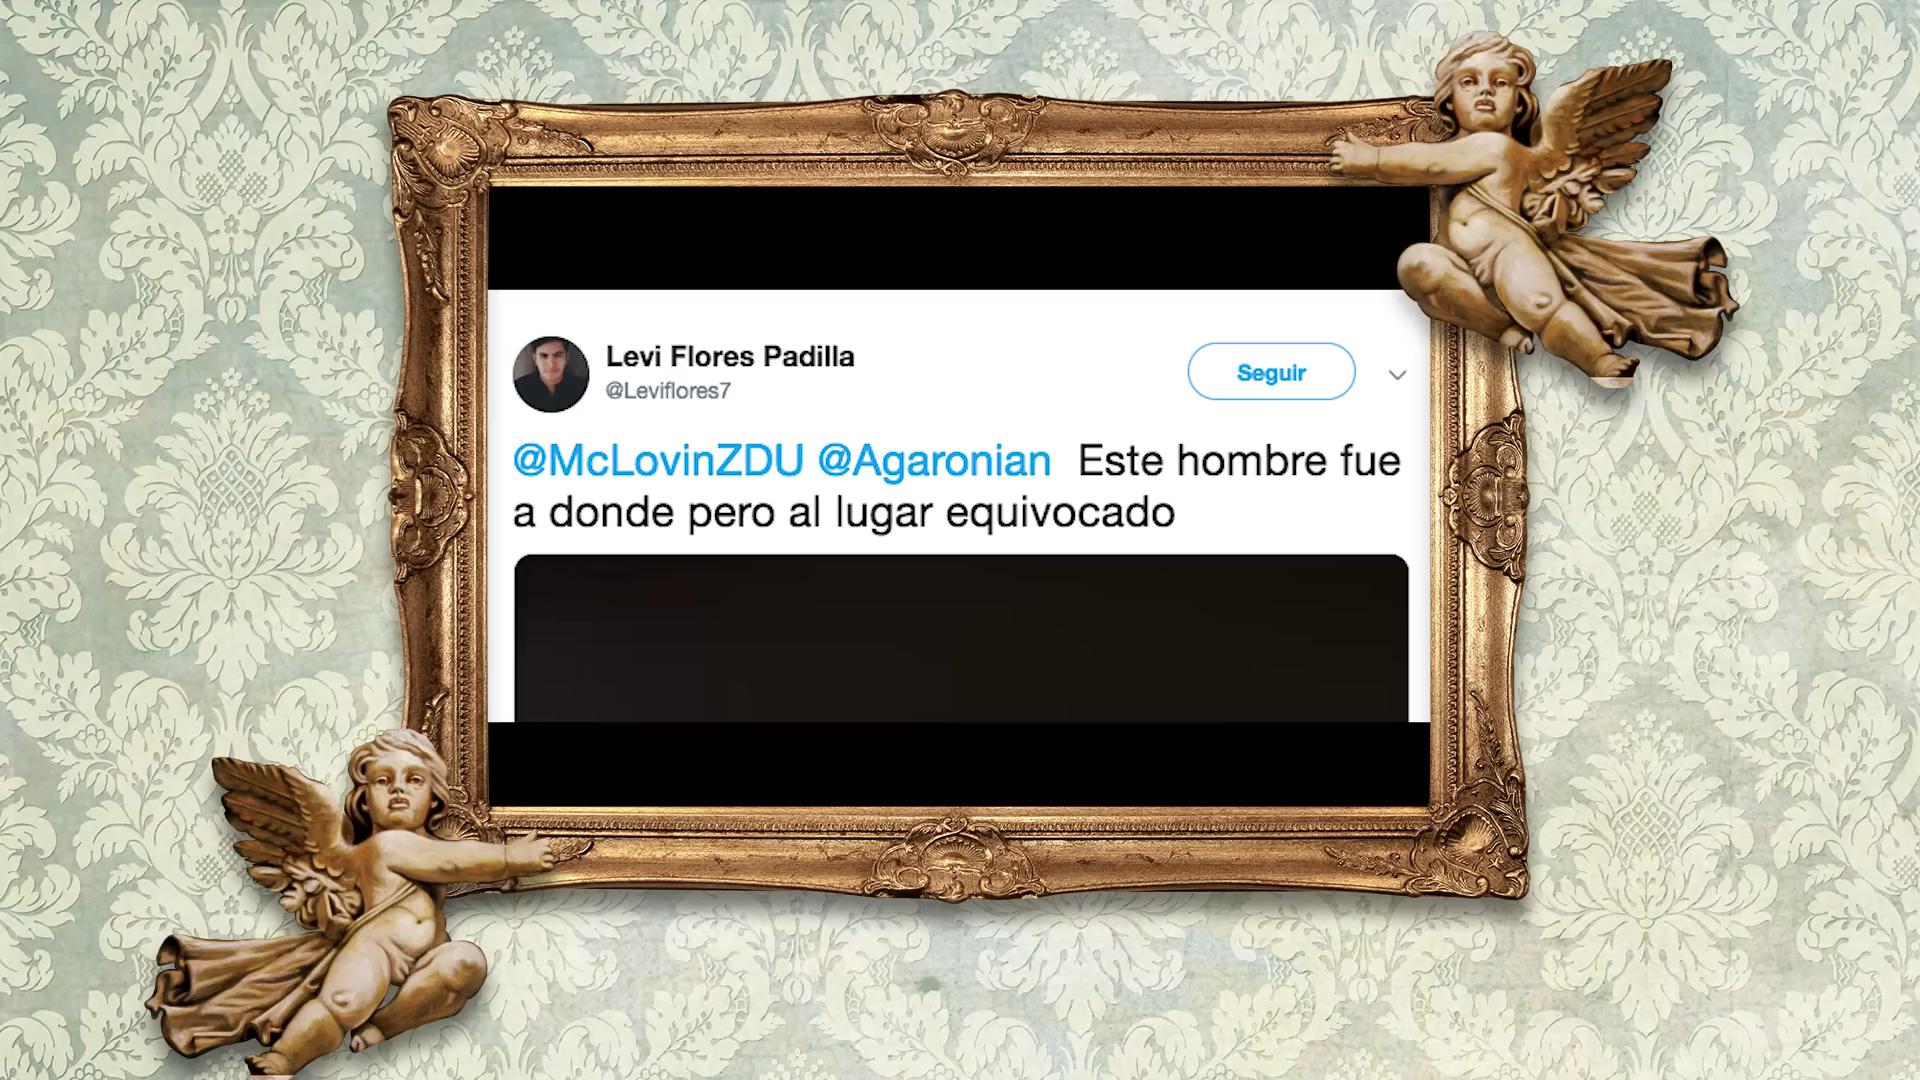 Levi Flores Padilla
@Leviflores7
Seguir
@McLovinZDU @Agaronian Este hombre fue
a donde pero al lugar equivocado